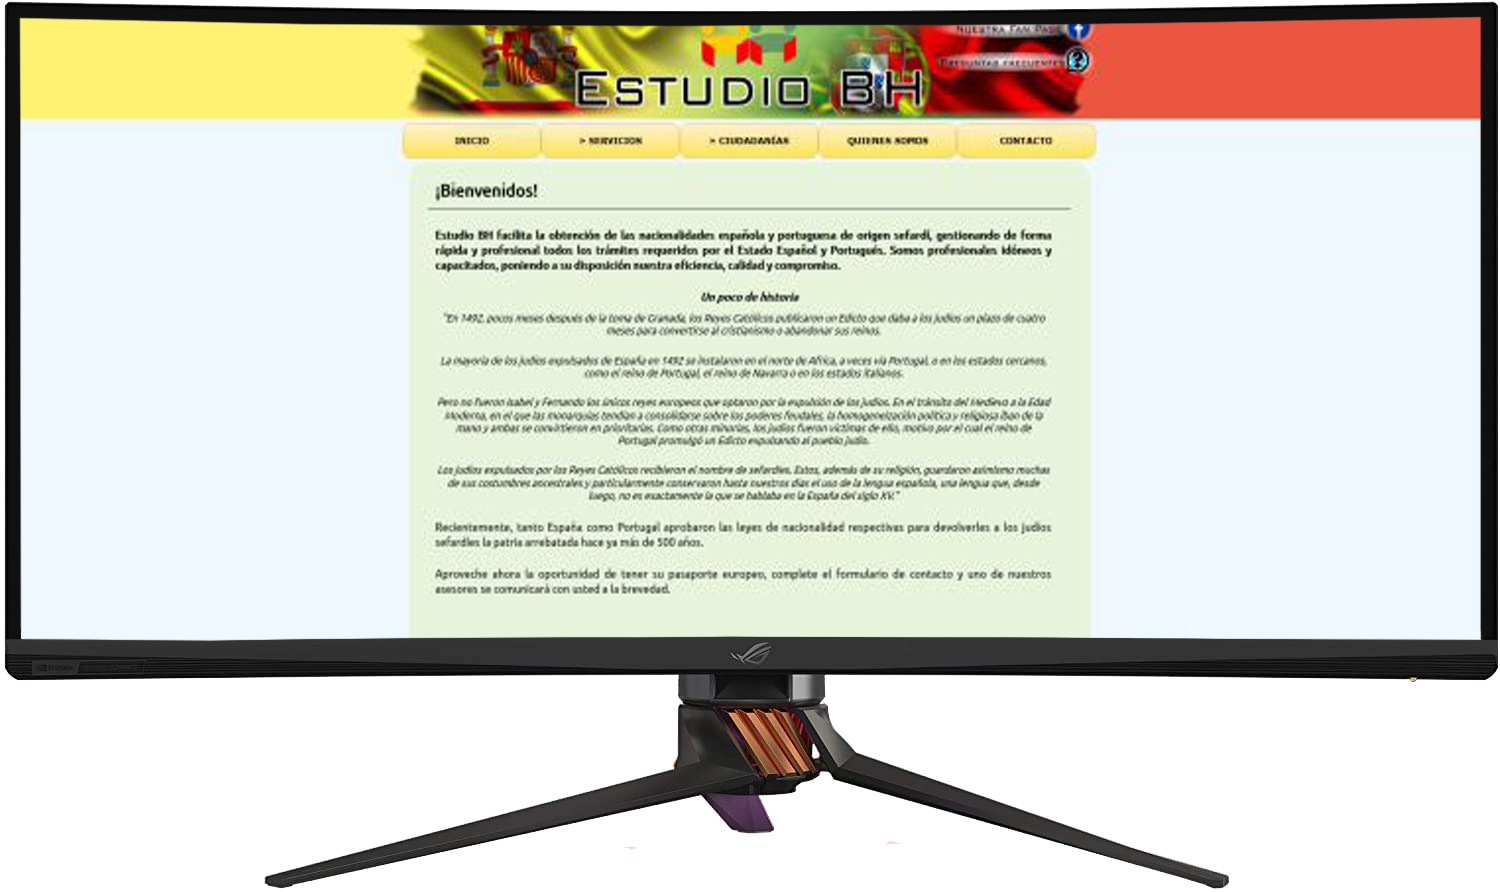 NUESTRA FAN PAGE
PREGUNTAS FRECUENTES
ESTUDIO BH
INICIO
> SERVICIOS
> CIUDADANÍAS
QUIENES SOMOS
CONTACTO
¡Bienvenidos!
Estudio BH facilita la obtención de las nacionalidades española y portuguesa de origen sefardí, gestionando de forma
rápida y profesional todos los trámites requeridos por el Estado Español y Portugués. Somos profesionales idóneos y
capacitados, poniendo a su disposición nuestra eficiencia, calidad y compromiso.
Un poco de historia
"En 1492, pocos meses después de la toma de Granada, los Reyes Católicos publicaron un Edicto que daba a los judíos un plazo de cuatro
meses para convertirse al cristianismo o abandonar sus reinos.
La mayoría de los judíos expulsados de España en 1492 se instalaron en el norte de Africa, a veces vía Portugal, o en los estados cercanos,
como el reino de Portugal, el reino de Navarra o en los estados italianos.
Pero no fueron Isabel y Fernando los únicos reyes europeos que optaron por la expulsión de los judíos. En el tránsito del Medievo a la Edad
Moderna, en el que las monarquías tendían a consolidarse sobre los poderes feudales, la homogeneización política y religiosa iban de la
mano y ambas se convirtieron en prioritarias. Como otras minorías, los judíos fueron víctimas de ello, motivo por el cual el reino de
Portugal promulgó un Edicto expulsando al pueblo judío.
Los judíos expulsados por los Reyes Católicos recibieron el nombre de sefardíes. Estos, además de su religión, guardaron asimismo muchas
de sus costumbres ancestrales y particularmente conservaron hasta nuestros días el uso de la lengua española, una lengua que, desde
luego, no es exactamente la que se hablaba en la España del siglo XV."
Recientemente, tanto España como Portugal aprobaron las leyes de nacionalidad respectivas para devolverles a los judíos
sefardíes la patria arrebatada hace ya más de 500 años.
Aproveche ahora la oportunidad de tener su pasaporte europeo, complete el formulario de contacto y uno de nuestros
asesores se comunicará con usted a la brevedad.